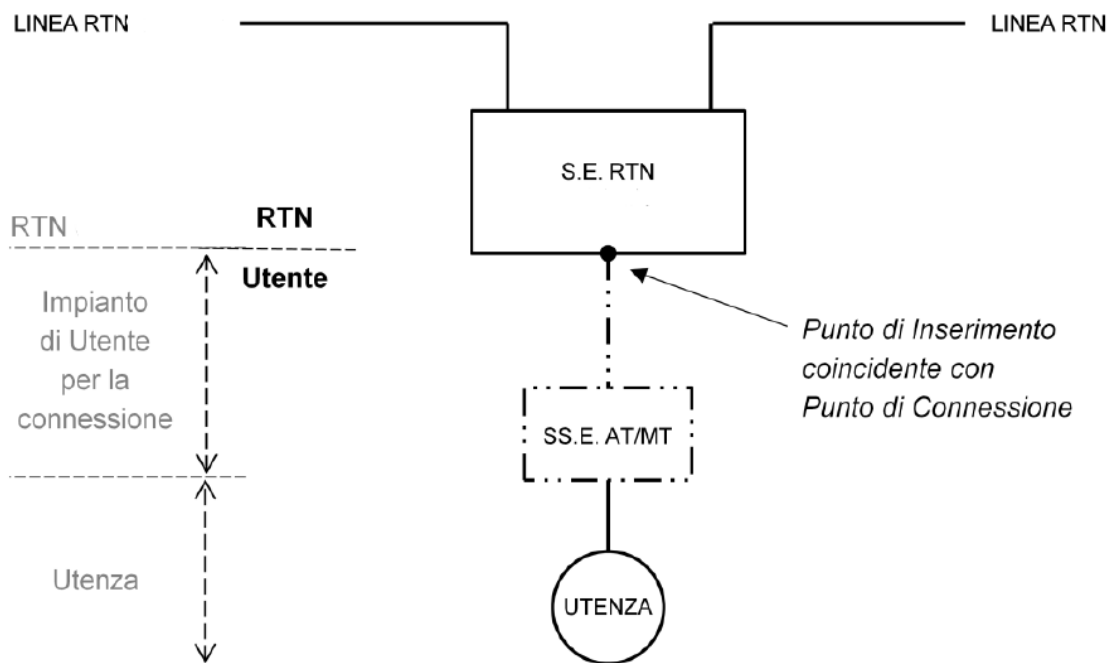 LINEA RTN
LINEA RTN
S.E. RTN
RTN
RTN
Utente
Impianto
di Utente
per la
connessione
Punto di Inserimento
coincidente con
Punto di Connessione
SS.E. AT/MT
Utenza
UTENZA